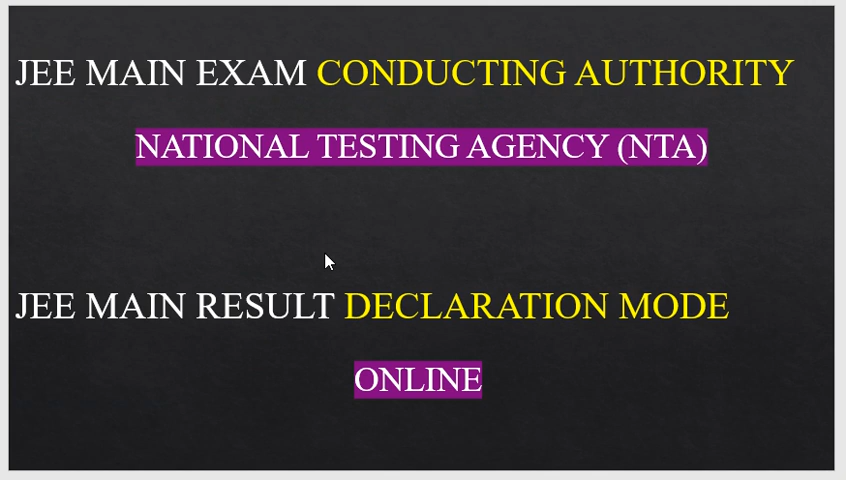 JEE MAIN EXAM CONDUCTING AUTHORITY
NATIONAL TESTING AGENCY (NTA)
JEE MAIN RESULT DECLARATION MODE
ONLINE